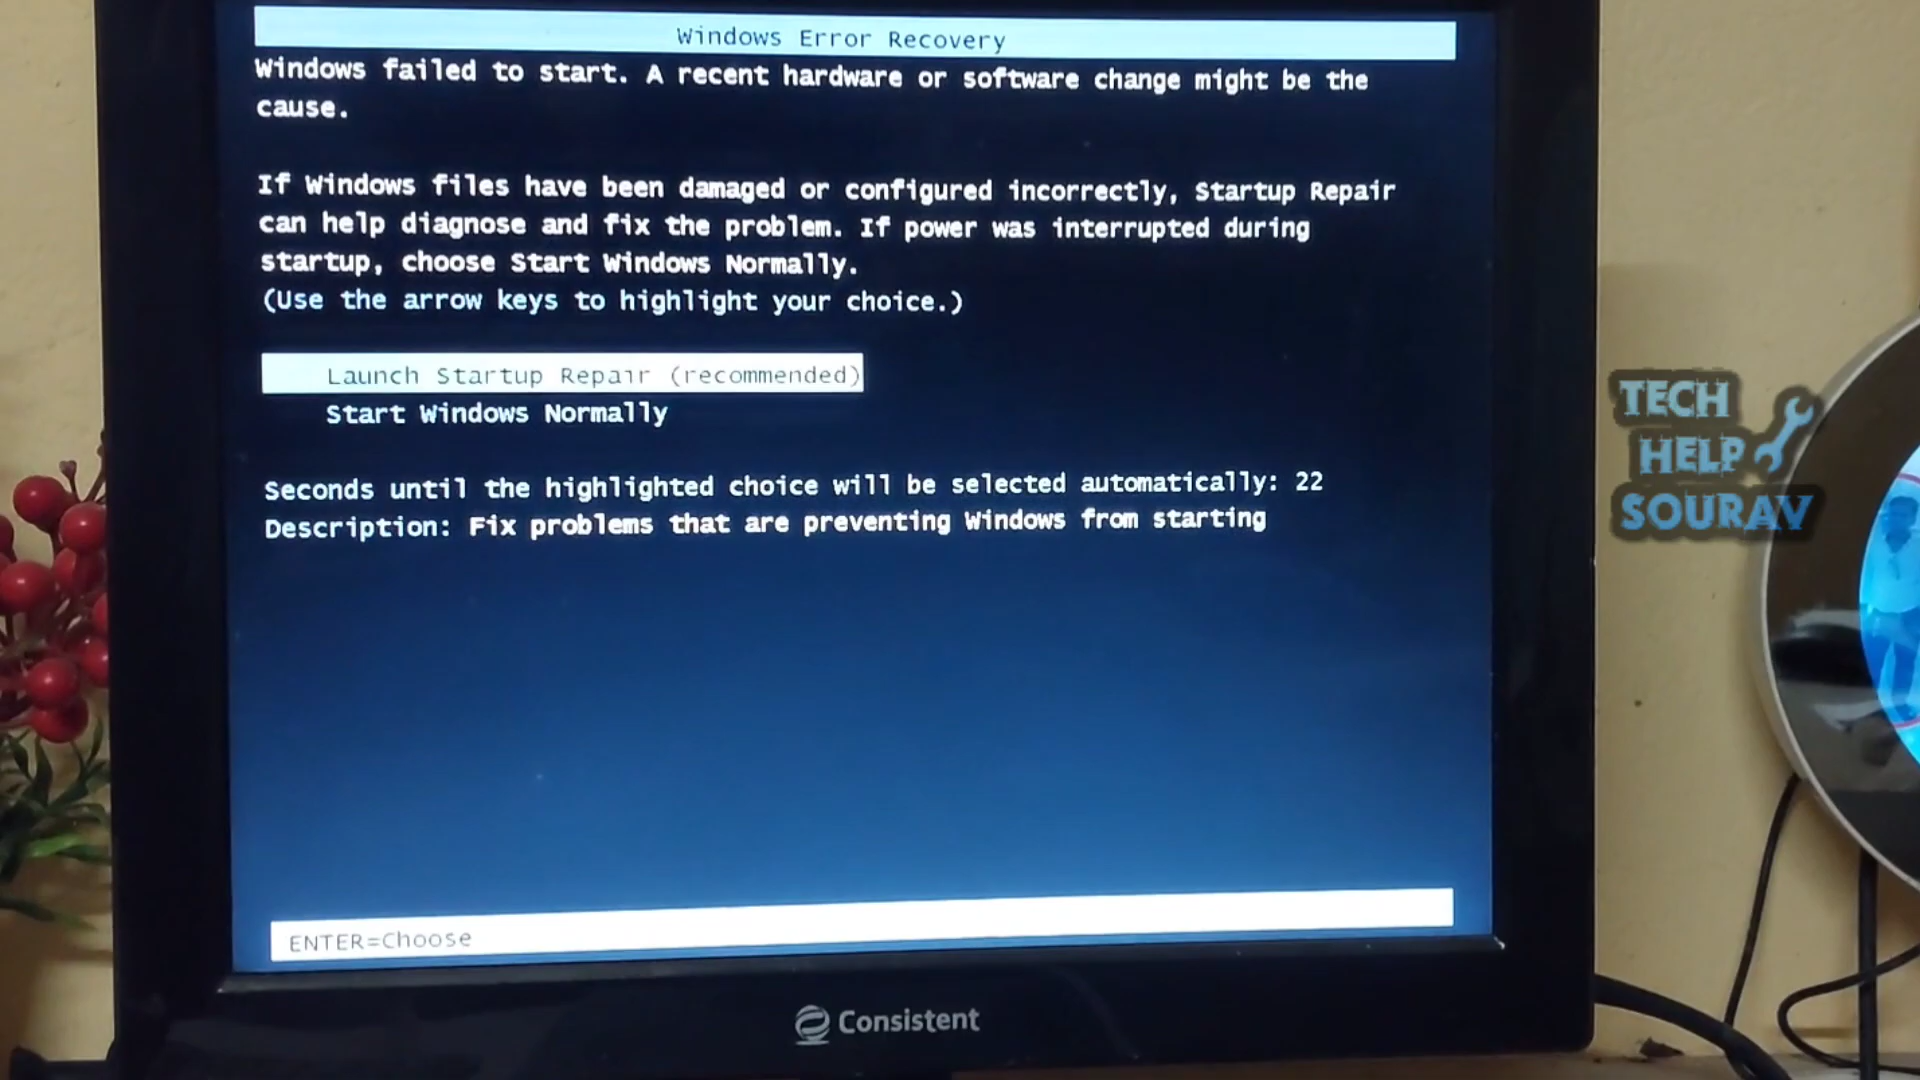 Windows Error Recovery
Windows failed to start. A recent hardware or software change might be the
cause.
If Windows files have been damaged or configured incorrectly, Startup Repair
can help diagnose and fix the problem. If power was interrupted during
startup, choose Start Windows Normally.
(Use the arrow keys to highlight your choice.)
Launch Startup Repair (recommended)
Start Windows Normally
Seconds until the highlighted choice will be selected automatically: 22
Description: Fix problems that are preventing Windows from starting
ENTER=Choose
Consistent
TECH
HELP
SOURAV